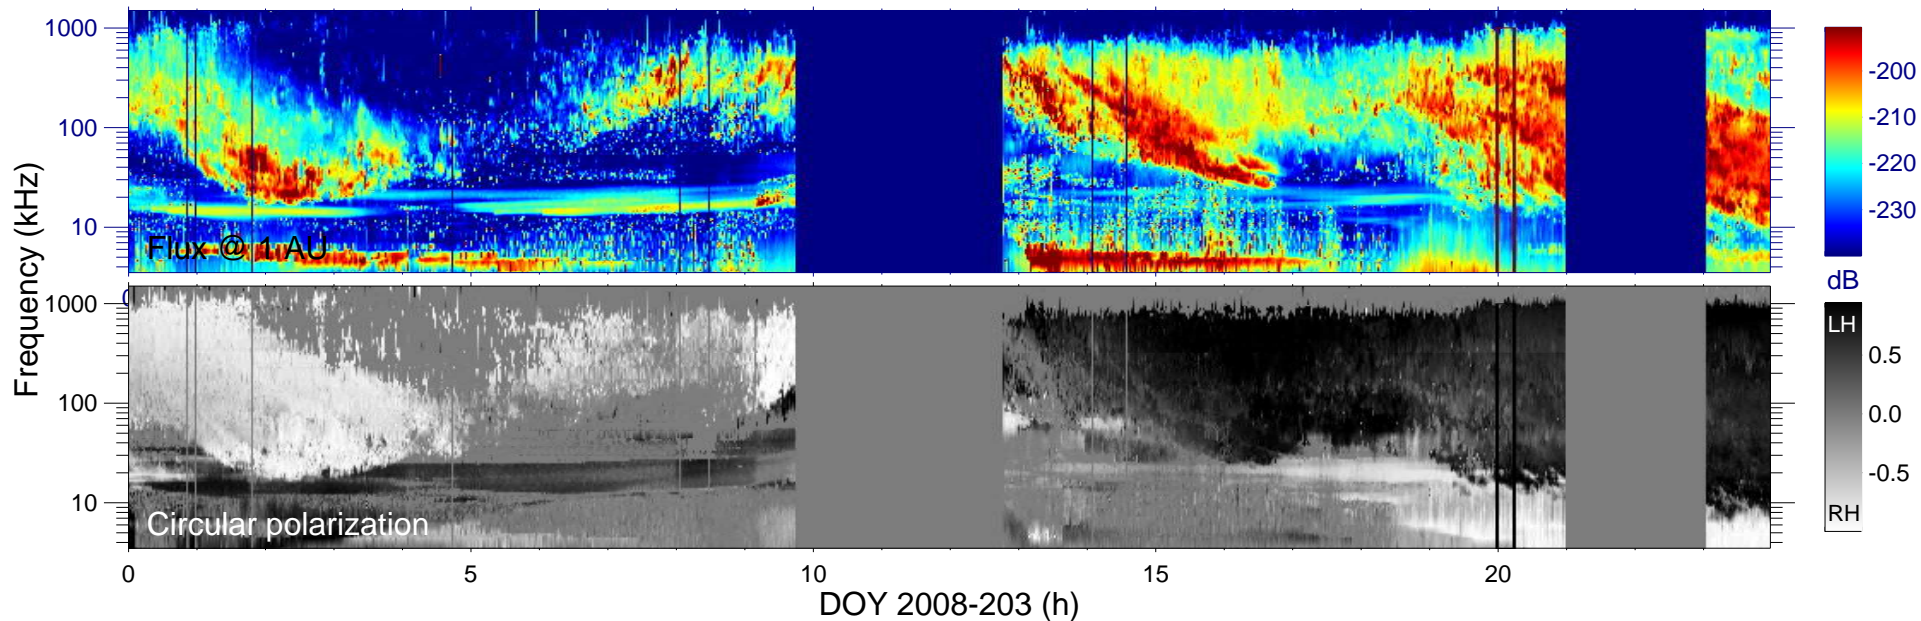 1000
100
10
Flux @ 1 AU
-200
-210
-220
-230
dB
Frequency (kHz)
1000
100
10
Circular polarization
LH
0.5
0.0
-0.5
RH
0 5 10 15 20
DOY 2008-203 (h)